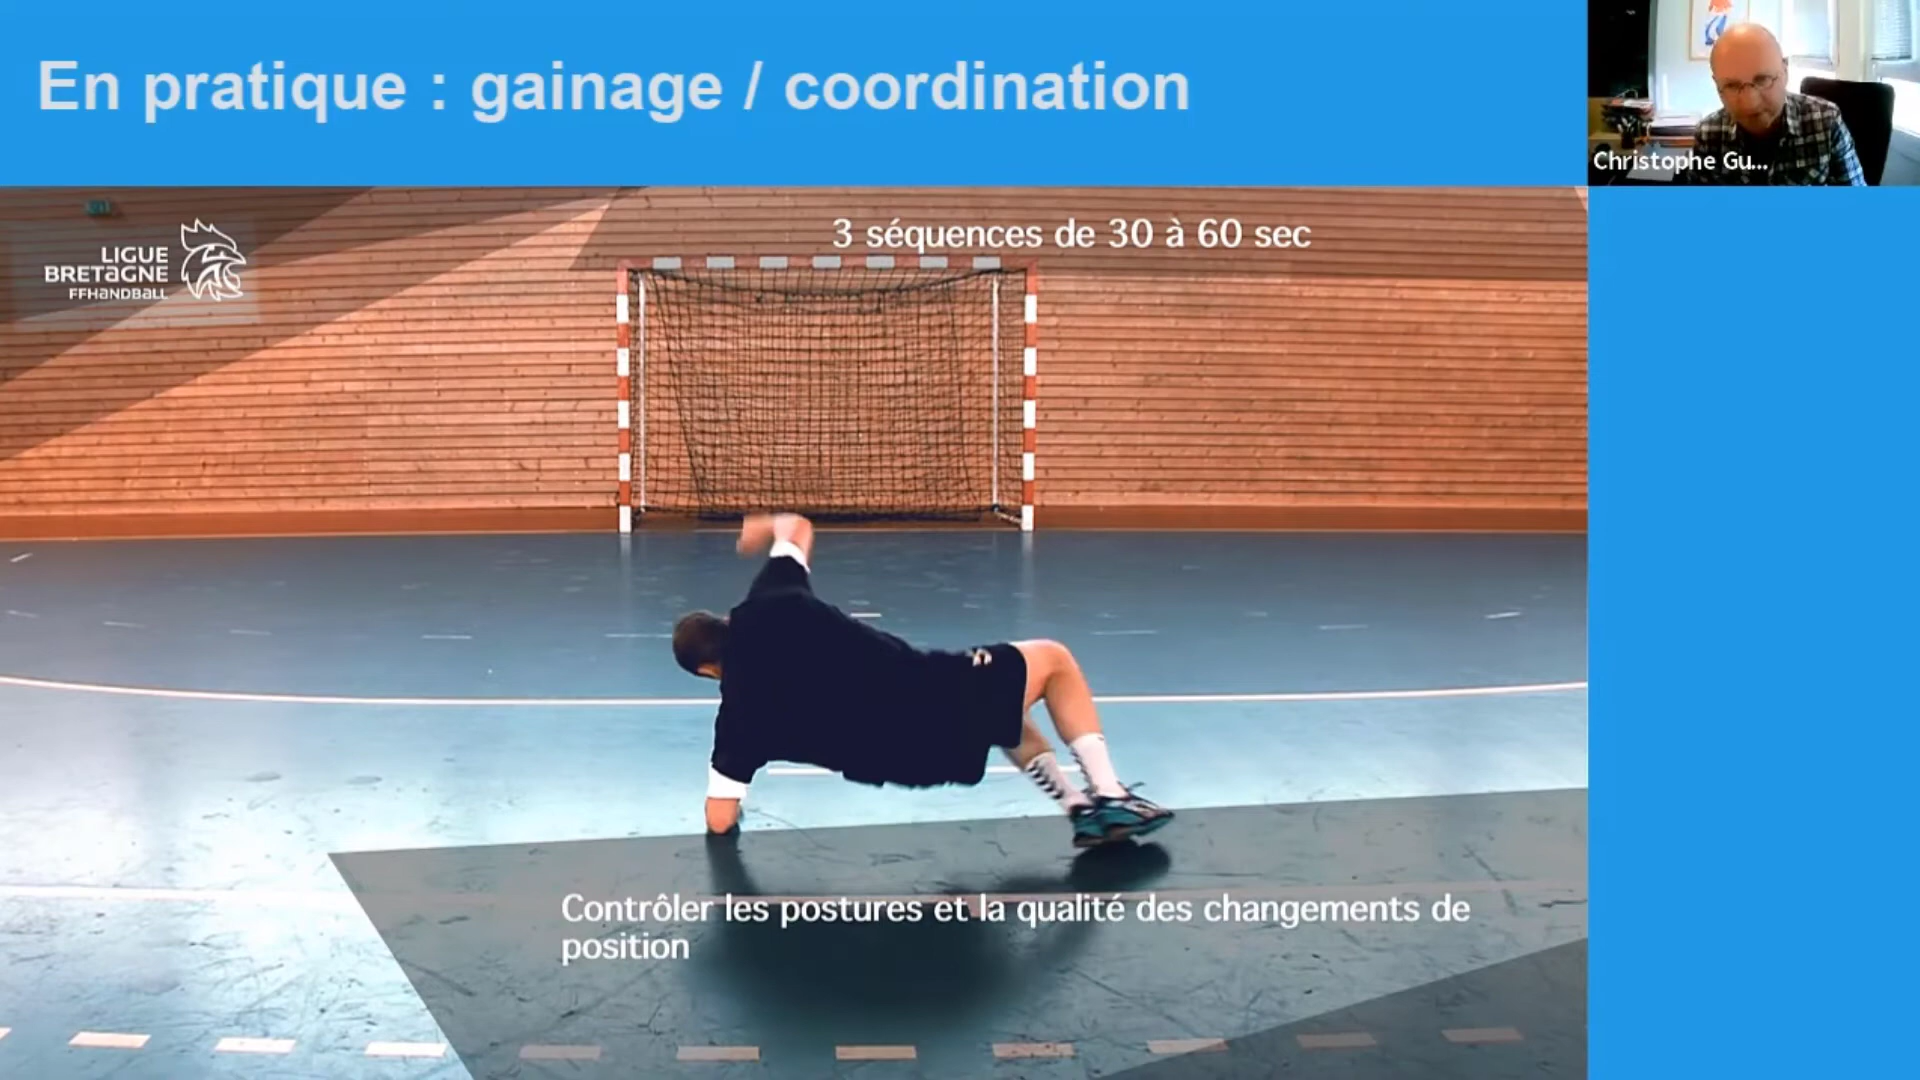 En pratique : gainage / coordination
Christophe Gu...
3 séquences de 30 à 60 sec
LIGUE
BRETAGNE
FFHANDBALL
Contrôler les postures et la qualité des changements de
position